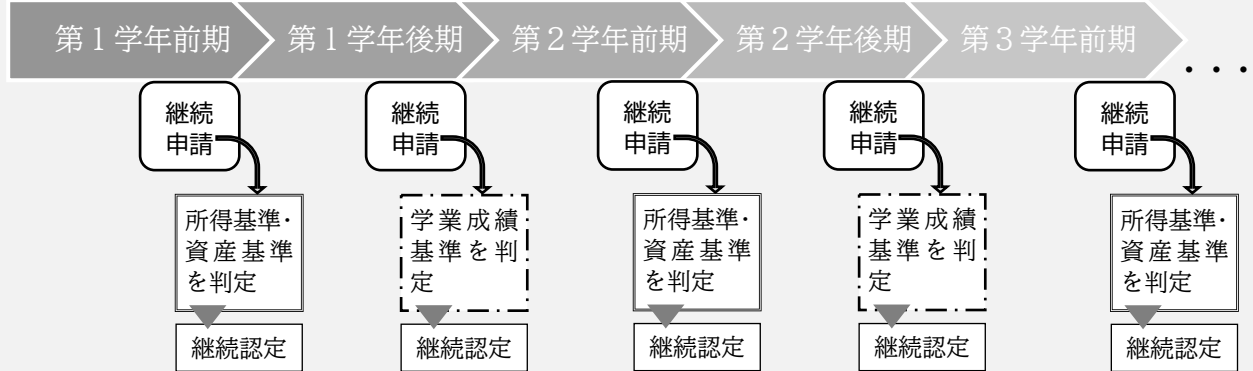 第１学年前期
第１学年後期
第２学年前期
第２学年後期
第３学年前期
・・・
継続
申請
継続
申請
継続
申請
継続
申請
継続
申請
所得基準・
資産基準
を判定
学業成績
基準を判
定
所得基準・
資産基準
を判定
学業成績
基準を判
定
所得基準・
資産基準
を判定
継続認定
継続認定
継続認定
継続認定
継続認定